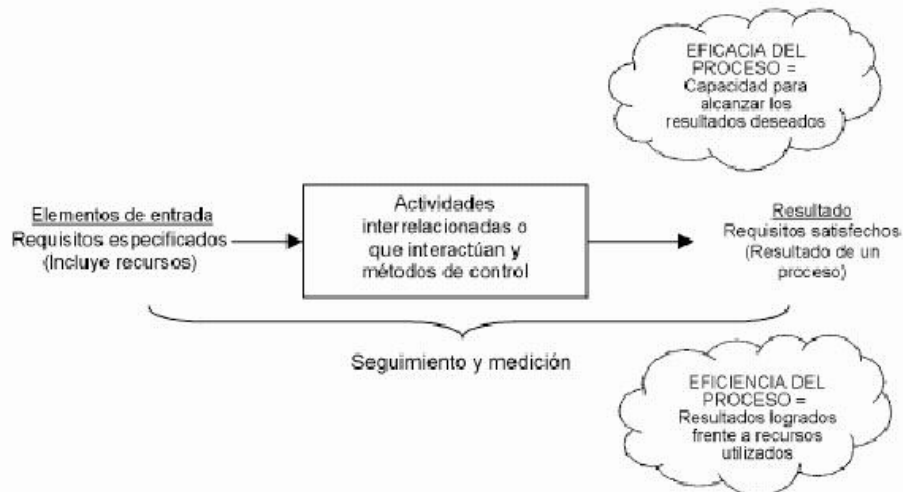 EFICACIA DEL
PROCESO =
Capacidad para
alcanzar los
resultados deseados
Elementos de entrada
Requisitos especificados
(Incluye recursos)
Actividades
interrelacionadas o
que interactúan y
métodos de control
Resultado
Requisitos satisfechos
(Resultado de un
proceso)
Seguimiento y medición
EFICIENCIA DEL
PROCESO =
Resultados logrados
frente a recursos
utilizados